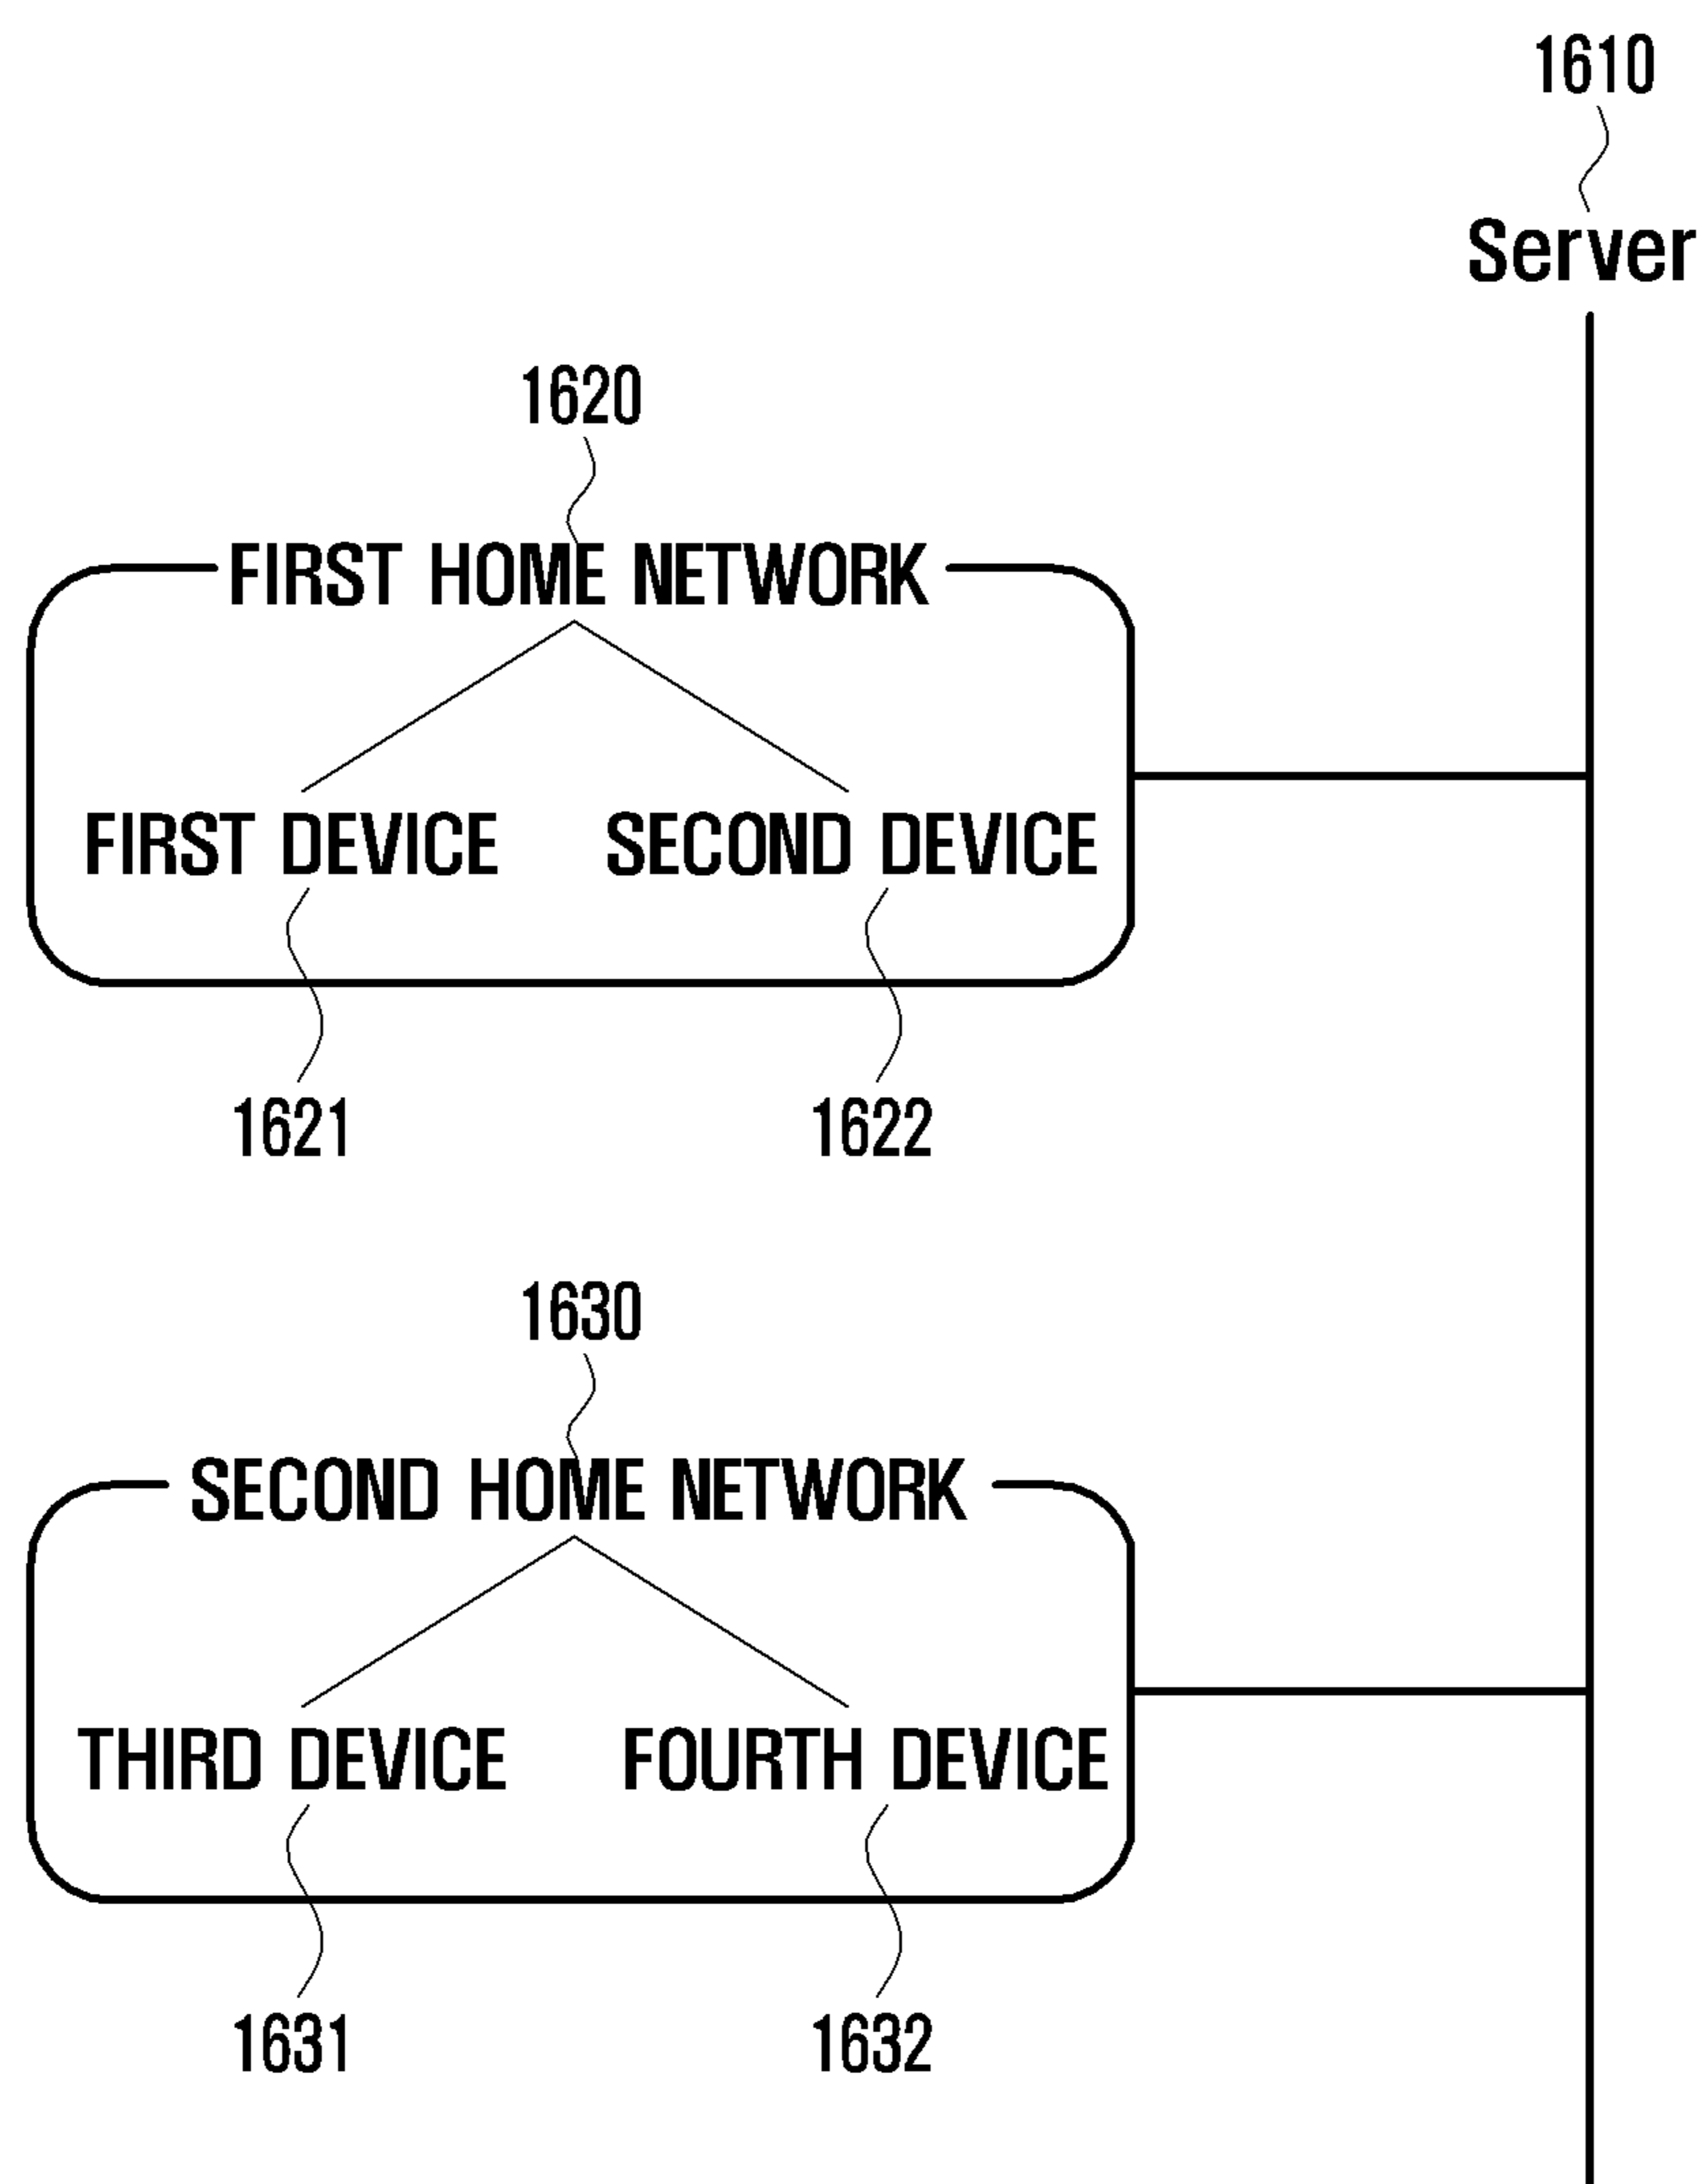 1610
Server
1620
FIRST HOME NETWORK
FIRST DEVICE SECOND DEVICE
1621 1622
1630
SECOND HOME NETWORK
THIRD DEVICE FOURTH DEVICE
1631 1632